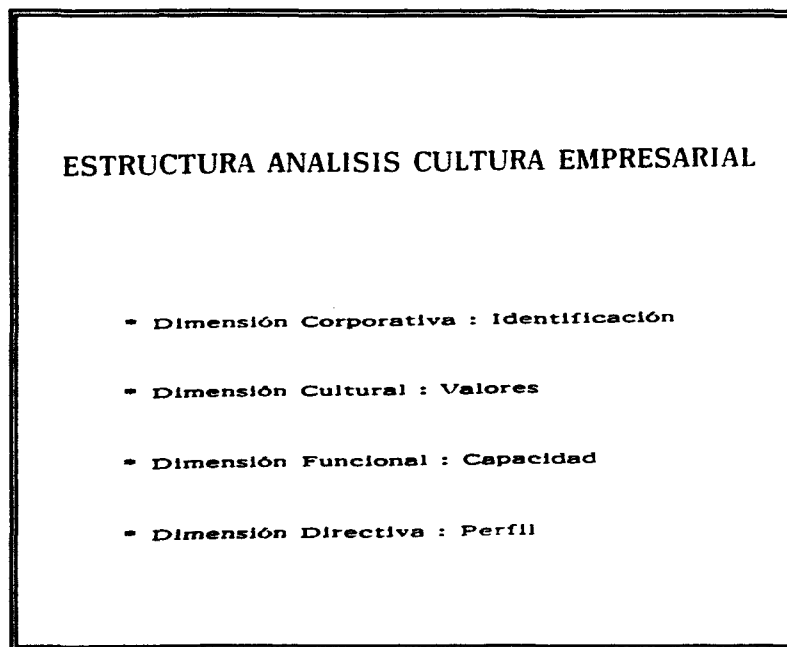 ESTRUCTURA ANALISIS CULTURA EMPRESARIAL
* Dimensión Corporativa : Identificación
* Dimensión Cultural : Valores
* Dimensión Funcional : Capacidad
* Dimensión Directiva : Perfil